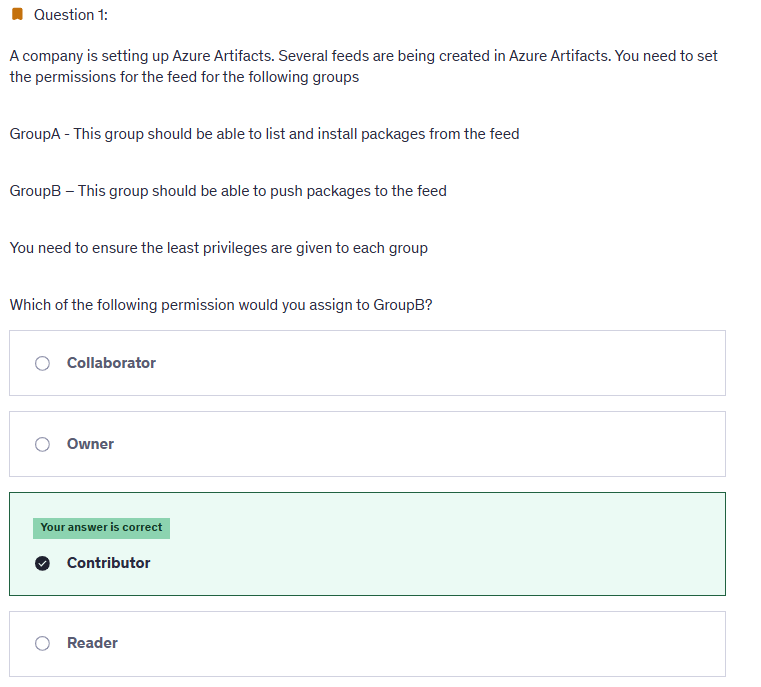 Question 1:
A company is setting up Azure Artifacts. Several feeds are being created in Azure Artifacts. You need to set
the permissions for the feed for the following groups
GroupA - This group should be able to list and install packages from the feed
GroupB – This group should be able to push packages to the feed
You need to ensure the least privileges are given to each group
Which of the following permission would you assign to GroupB?
Collaborator
Owner
Your answer is correct
Contributor
Reader